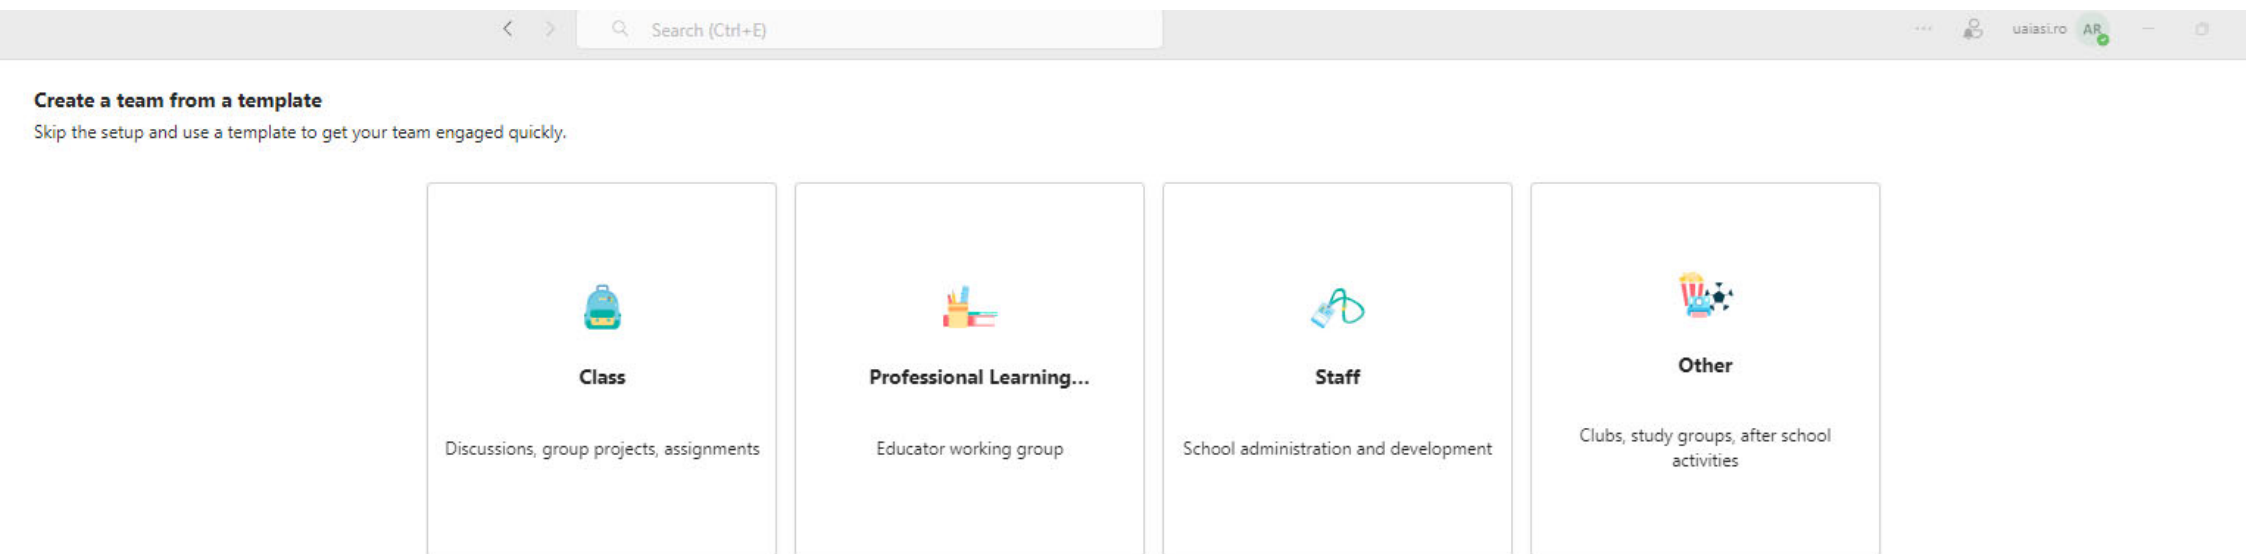 Search (Ctrl+E)
uaiasi.ro
AR
Create a team from a template
Skip the setup and use a template to get your team engaged quickly.
Class
Discussions, group projects, assignments
Professional Learning...
Educator working group
Staff
School administration and development
Other
Clubs, study groups, after school
activities